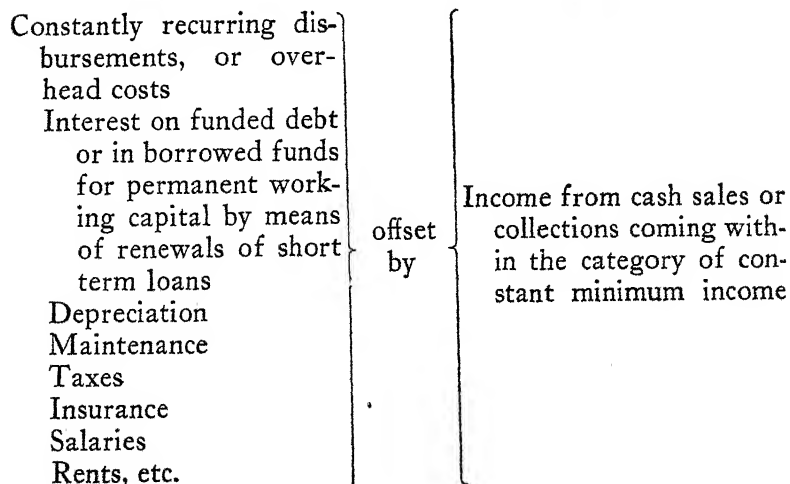 Constantly recurring dis-
bursements, or over-
head costs
Interest on funded debt
or in borrowed funds
for permanent work-
ing capital by means
of renewals of short
term loans
Depreciation
Maintenance
Taxes
Insurance
Salaries
Rents, etc.
offset
by
Income from cash sales or
collections coming with-
in the category of con-
stant minimum income